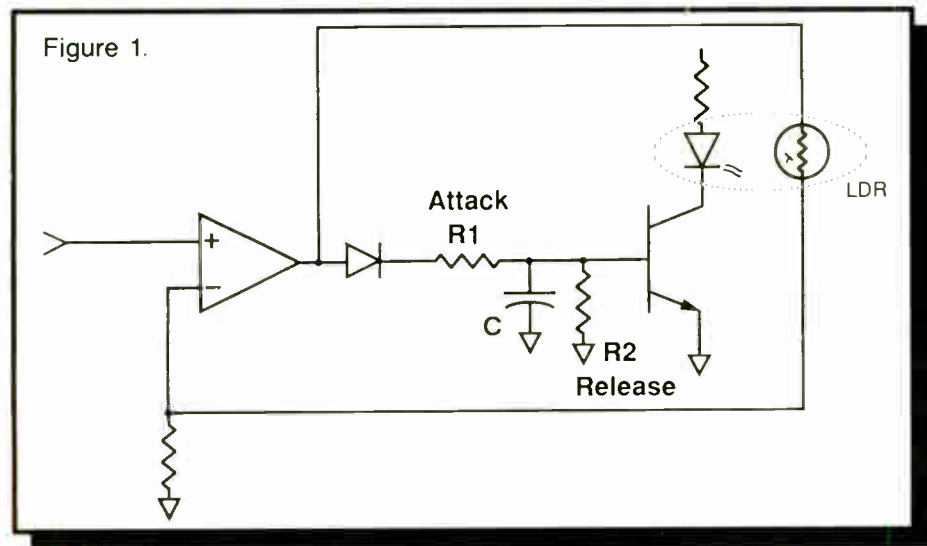 Figure 1.
LDR
Attack
R1
+
−
C
R2
Release